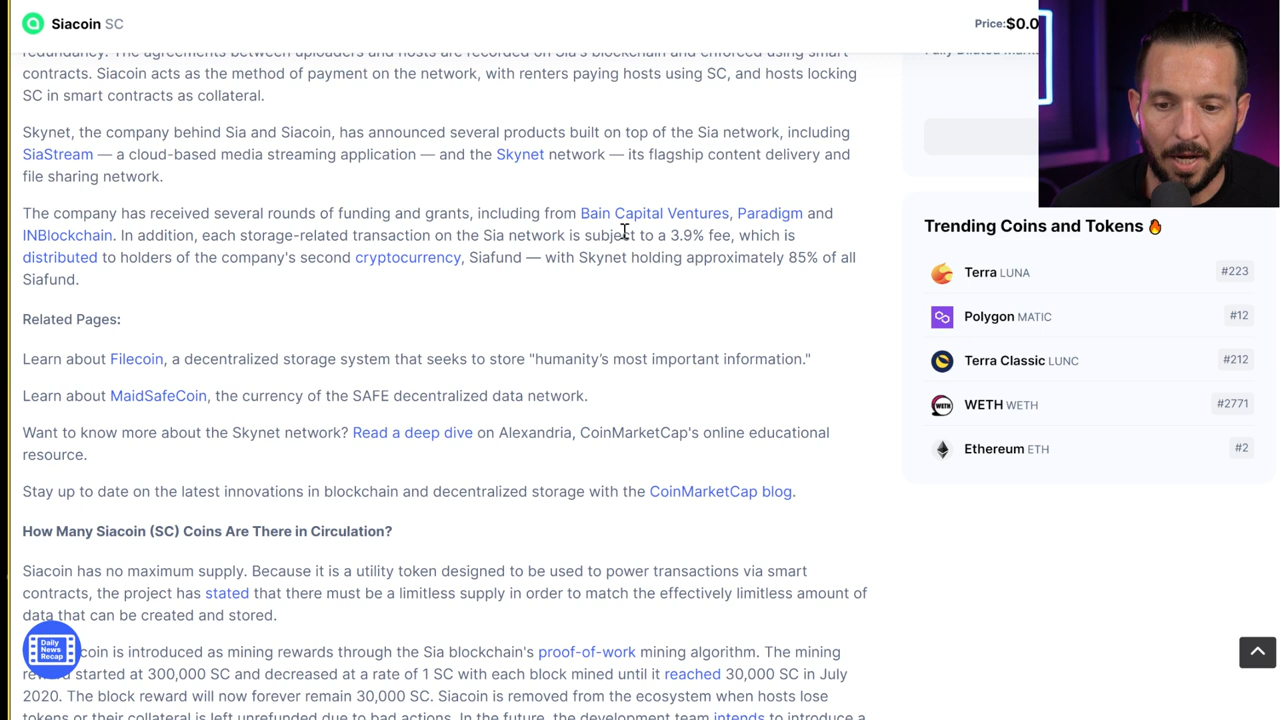 Siacoin SC
Price:$0.0
redundancy. The agreements between uploaders and hosts are recorded on Sia's blockchain and enforced using smart
contracts. Siacoin acts as the method of payment on the network, with renters paying hosts using SC, and hosts locking
SC in smart contracts as collateral.
Skynet, the company behind Sia and Siacoin, has announced several products built on top of the Sia network, including
SiaStream — a cloud-based media streaming application — and the Skynet network — its flagship content delivery and
file sharing network.
The company has received several rounds of funding and grants, including from Bain Capital Ventures, Paradigm and
INBlockchain. In addition, each storage-related transaction on the Sia network is subject to a 3.9% fee, which is
distributed to holders of the company's second cryptocurrency, Siafund — with Skynet holding approximately 85% of all
Siafund.
Related Pages:
Learn about Filecoin, a decentralized storage system that seeks to store "humanity's most important information."
Learn about MaidSafeCoin, the currency of the SAFE decentralized data network.
Want to know more about the Skynet network? Read a deep dive on Alexandria, CoinMarketCap's online educational
resource.
Stay up to date on the latest innovations in blockchain and decentralized storage with the CoinMarketCap blog.
How Many Siacoin (SC) Coins Are There in Circulation?
Siacoin has no maximum supply. Because it is a utility token designed to be used to power transactions via smart
contracts, the project has stated that there must be a limitless supply in order to match the effectively limitless amount of
data that can be created and stored.
coin is introduced as mining rewards through the Sia blockchain's proof-of-work mining algorithm. The mining
started at 300,000 SC and decreased at a rate of 1 SC with each block mined until it reached 30,000 SC in July
2020. The block reward will now forever remain 30,000 SC. Siacoin is removed from the ecosystem when hosts lose
tokens or their collateral is left unrefunded due to bad actions. In the future, the development team intends to introduce a
Daily
News
Recap
Trending Coins and Tokens
Terra LUNA #223
Polygon MATIC #12
Terra Classic LUNC #212
WETH WETH #2771
Ethereum ETH #2